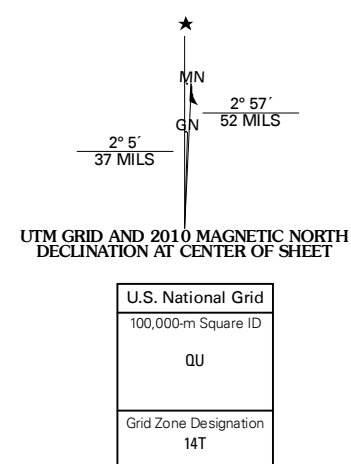 MN
GN
2° 57´
52 MILS
2° 5´
37 MILS
UTM GRID AND 2010 MAGNETIC NORTH
DECLINATION AT CENTER OF SHEET
U.S. National Grid
100,000-m Square ID
QU
Grid Zone Designation
14T